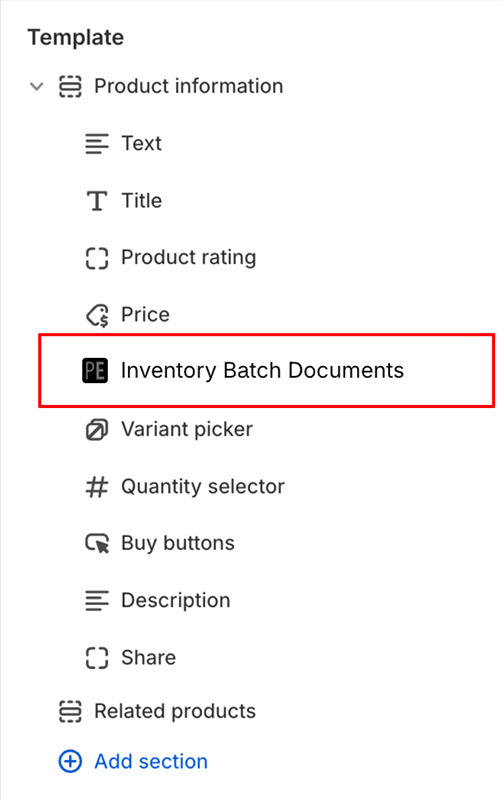 Template
Product information
Text
Title
Product rating
Price
PE Inventory Batch Documents
Variant picker
Quantity selector
Buy buttons
Description
Share
Related products
Add section